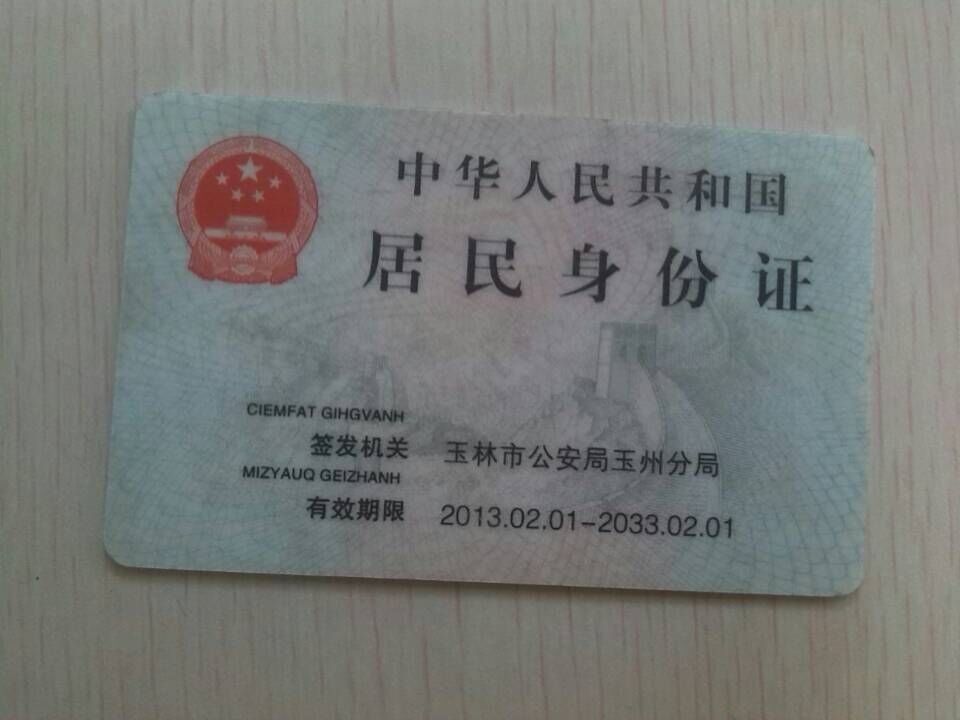 中华人民共和国
居民身份证
CIEMFAT GIHGVANH
签发机关 玉林市公安局玉州分局
MIZYAUQ GEIZHANH
有效期限 2013.02.01-2033.02.01